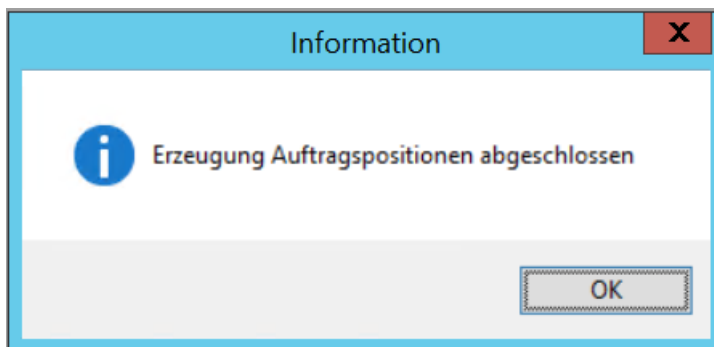 Information
X
Erzeugung Auftragspositionen abgeschlossen
OK